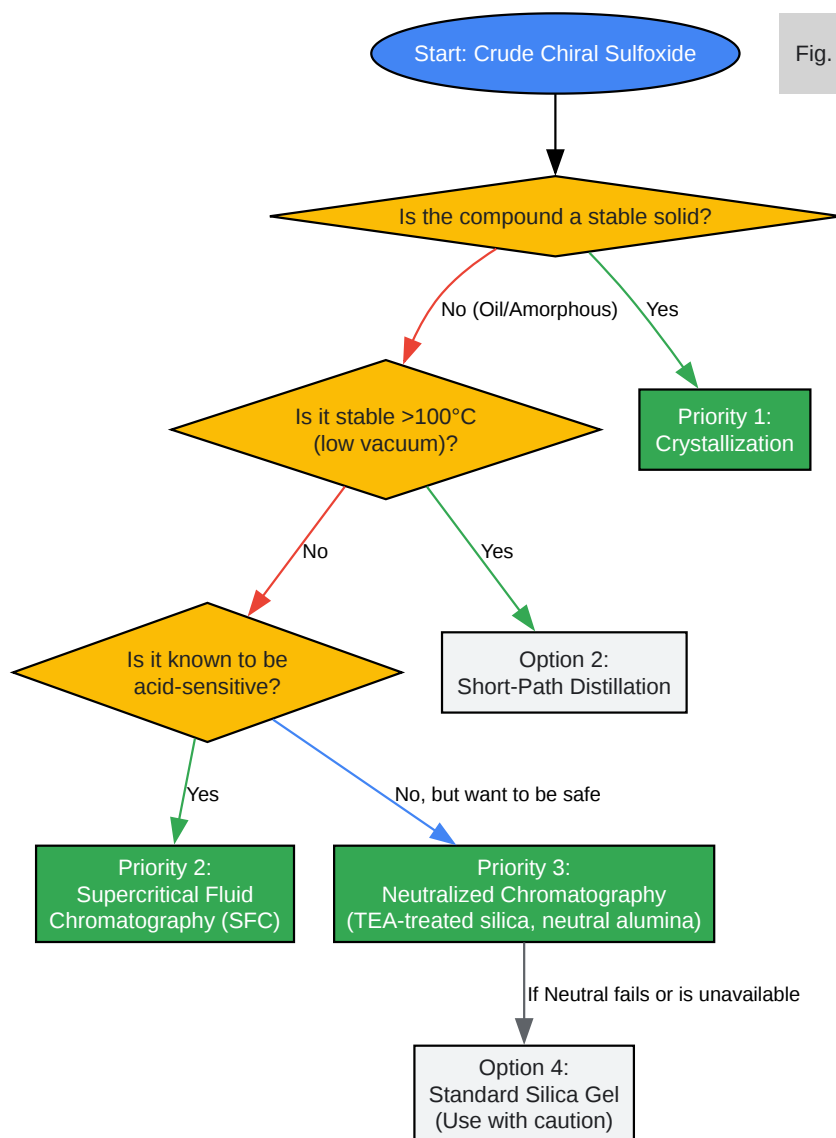 Start: Crude Chiral Sulfoxide
Fig.
Is the compound a stable solid?
No (Oil/Amorphous)
Yes
Is it stable >100°C
(low vacuum)?
Priority 1:
Crystallization
No
Yes
Is it known to be
acid-sensitive?
Option 2:
Short-Path Distillation
Yes
No, but want to be safe
Priority 2:
Supercritical Fluid
Chromatography (SFC)
Priority 3:
Neutralized Chromatography
(TEA-treated silica, neutral alumina)
If Neutral fails or is unavailable
Option 4:
Standard Silica Gel
(Use with caution)